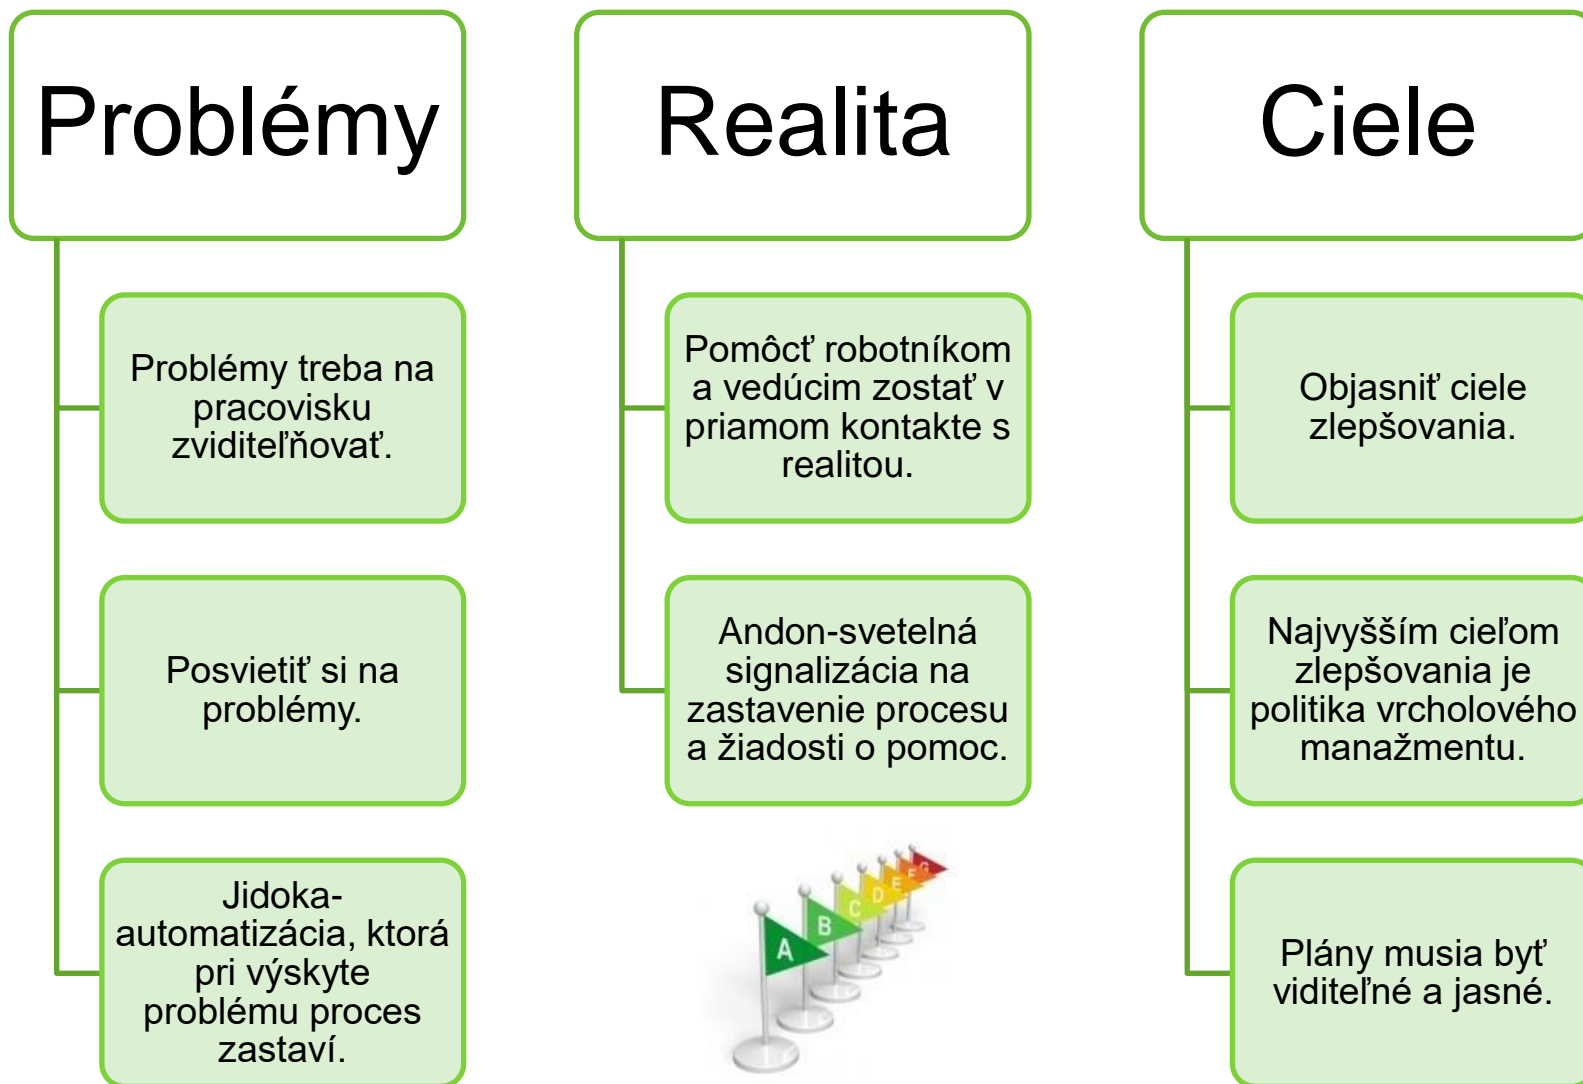 Problémy
Problémy treba na
pracovisku
zviditeľňovať.
Posvietiť si na
problémy.
Jidoka-
automatizácia, ktorá
pri výskyte
problému proces
zastaví.
Realita
Pomôcť robotníkom
a vedúcim zostať v
priamom kontakte s
realitou.
Andon-svetelná
signalizácia na
zastavenie procesu
a žiadosti o pomoc.
A
B
C
D
E
F
G
Ciele
Objasniť ciele
zlepšovania.
Najvyšším cieľom
zlepšovania je
politika vrcholového
manažmentu.
Plány musia byť
viditeľné a jasné.